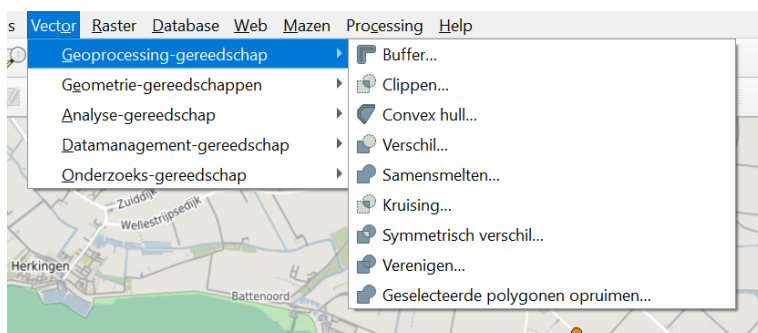 s Vector Raster Database Web Mazen Processing Help
Geoprocessing-gereedschap
Geometrie-gereedschappen
Analyse-gereedschap
Datamanagement-gereedschap
Onderzoeks-gereedschap
Buffer...
Clippen...
Convex hull...
Verschil...
Samensmelten...
Kruising...
Symmetrisch verschil...
Verenigen...
Geselecteerde polygonen opruimen...
Zuiddijk
Wellestrijpsedijk
Herkingen
Battenoord